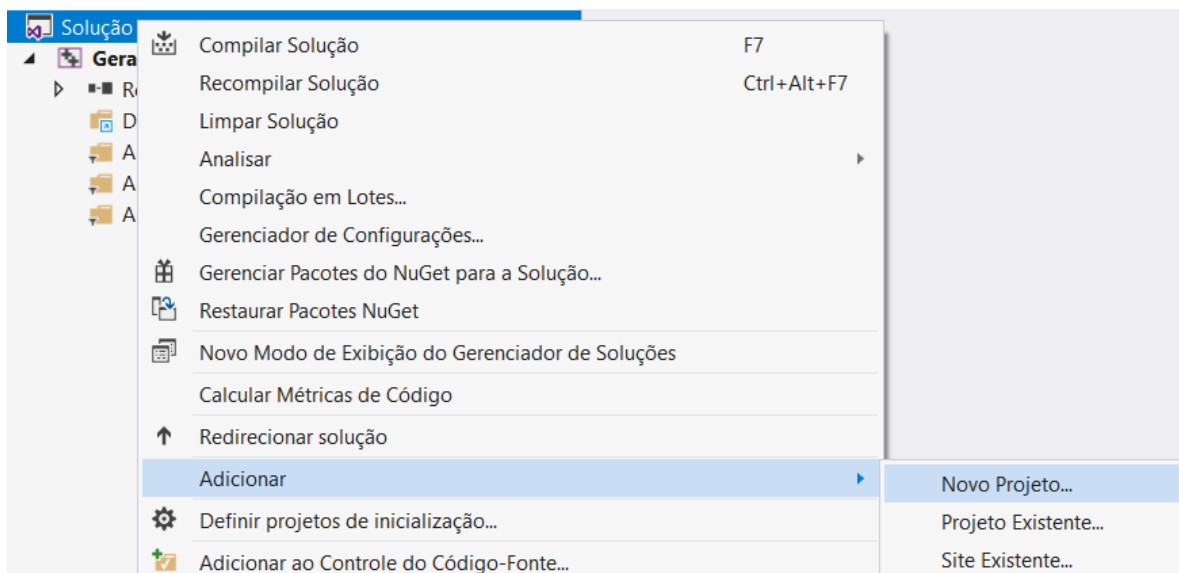 Solução
Gera
R
D
A
A
A
Compilar Solução F7
Recompilar Solução Ctrl+Alt+F7
Limpar Solução
Analisar
Compilação em Lotes...
Gerenciador de Configurações...
Gerenciar Pacotes do NuGet para a Solução...
Restaurar Pacotes NuGet
Novo Modo de Exibição do Gerenciador de Soluções
Calcular Métricas de Código
Redirecionar solução
Adicionar
Definir projetos de inicialização...
Adicionar ao Controle do Código-Fonte...
Novo Projeto...
Projeto Existente...
Site Existente...